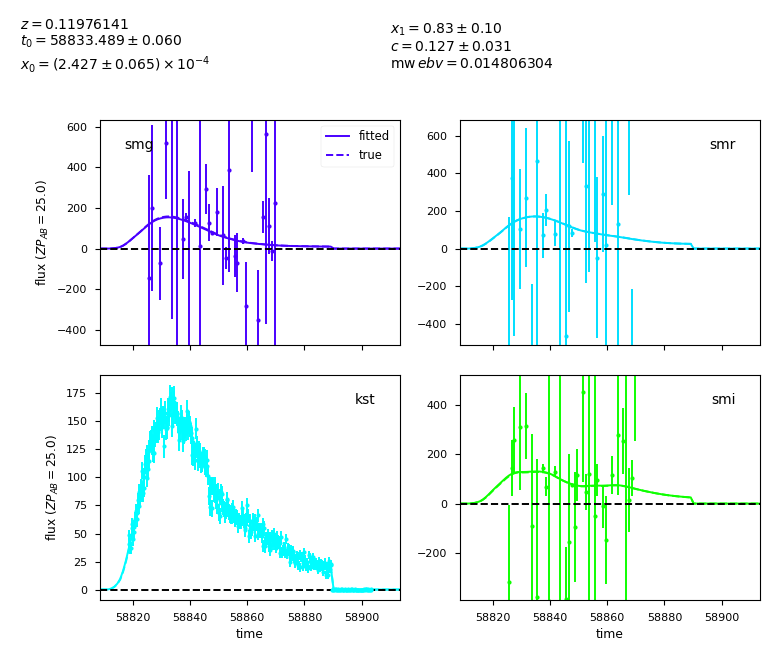 z = 0.11976141
t₀ = 58833.489 ± 0.060
x₀ = (2.427 ± 0.065) × 10⁻⁴
x₁ = 0.83 ± 0.10
c = 0.127 ± 0.031
mw ebv = 0.014806304
smg
fitted
true
600
400
200
0
−200
−400
flux (ZP_AB = 25.0)
smr
600
400
200
0
−200
−400
kst
175
150
125
100
75
50
25
0
flux (ZP_AB = 25.0)
58820 58840 58860 58880 58900
time
smi
400
200
0
−200
58820 58840 58860 58880 58900
time